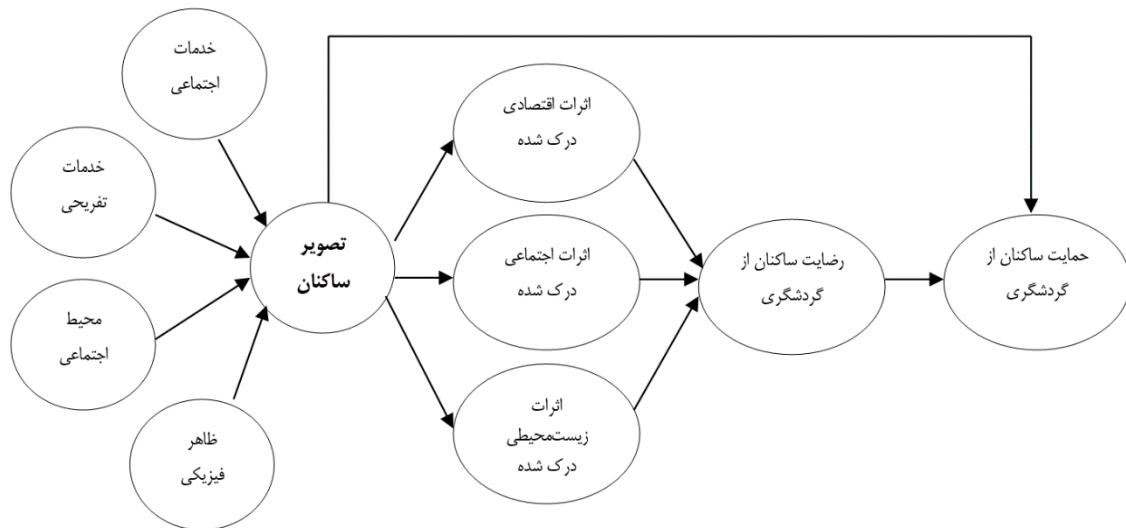 خدمات
اجتماعی
خدمات
تفریحی
محیط
اجتماعی
ظاهر
فیزیکی
تصویر
ساکنان
اثرات اقتصادی
درک شده
اثرات اجتماعی
درک شده
اثرات
زیست‌محیطی
درک شده
رضایت ساکنان از
گردشگری
حمایت ساکنان از
گردشگری